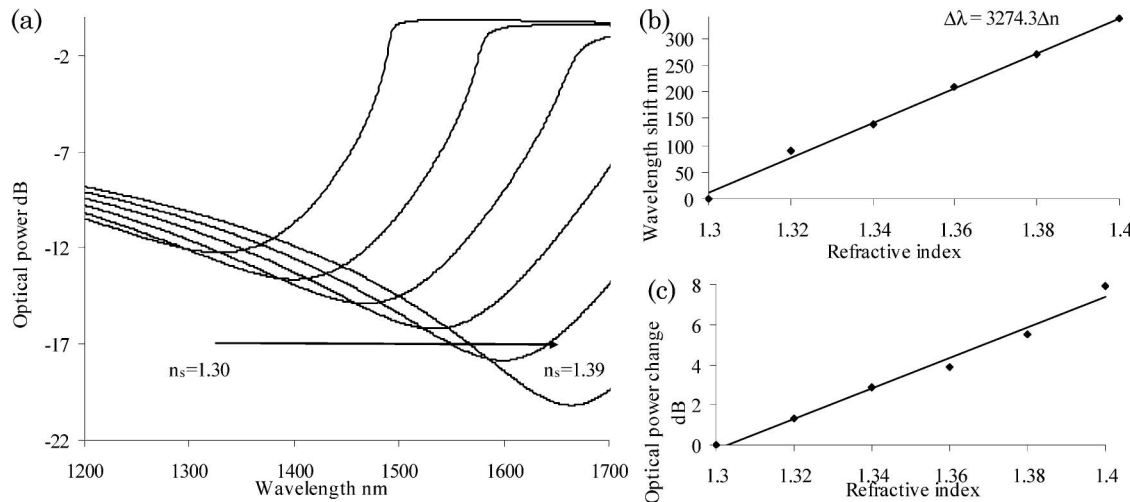 (a)
-2
-7
-12
-17
-22
Optical power dB
nₛ=1.30
nₛ=1.39
1200
1300
1400
1500
1600
1700
Wavelength nm
(b)
Δλ = 3274.3Δn
300
250
200
150
100
50
0
Wavelength shift nm
1.3
1.32
1.34
1.36
1.38
1.4
Refractive index
(c)
8
6
4
2
0
Optical power change
dB
1.3
1.32
1.34
1.36
1.38
1.4
Refractive index